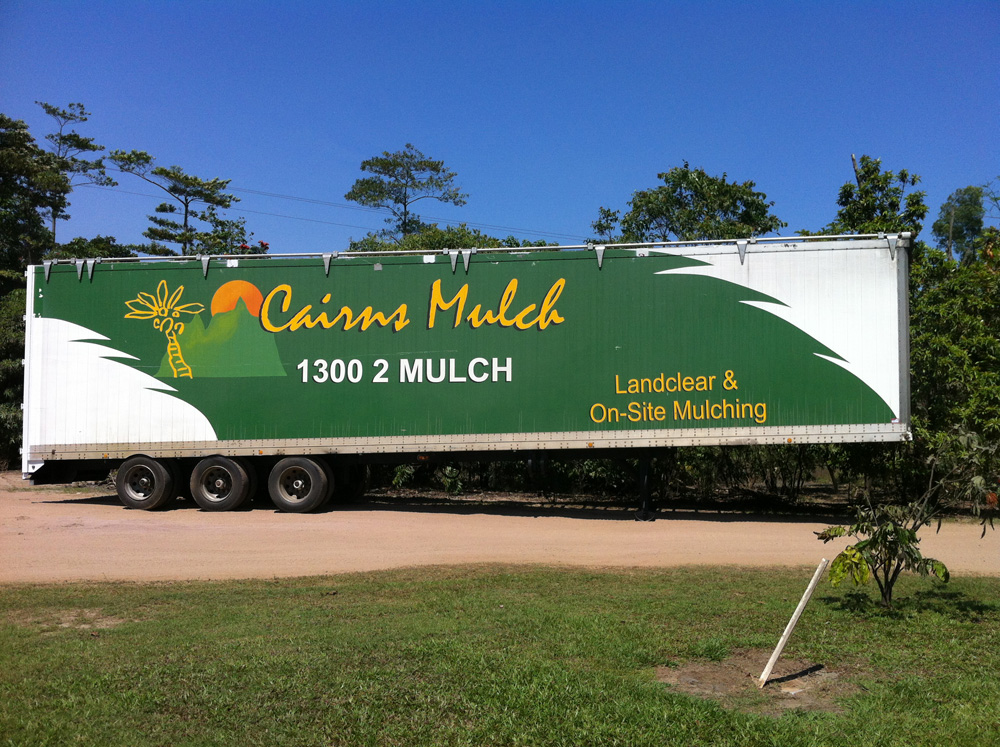 Cairns Mulch
1300 2 MULCH
Landclear &
On-Site Mulching